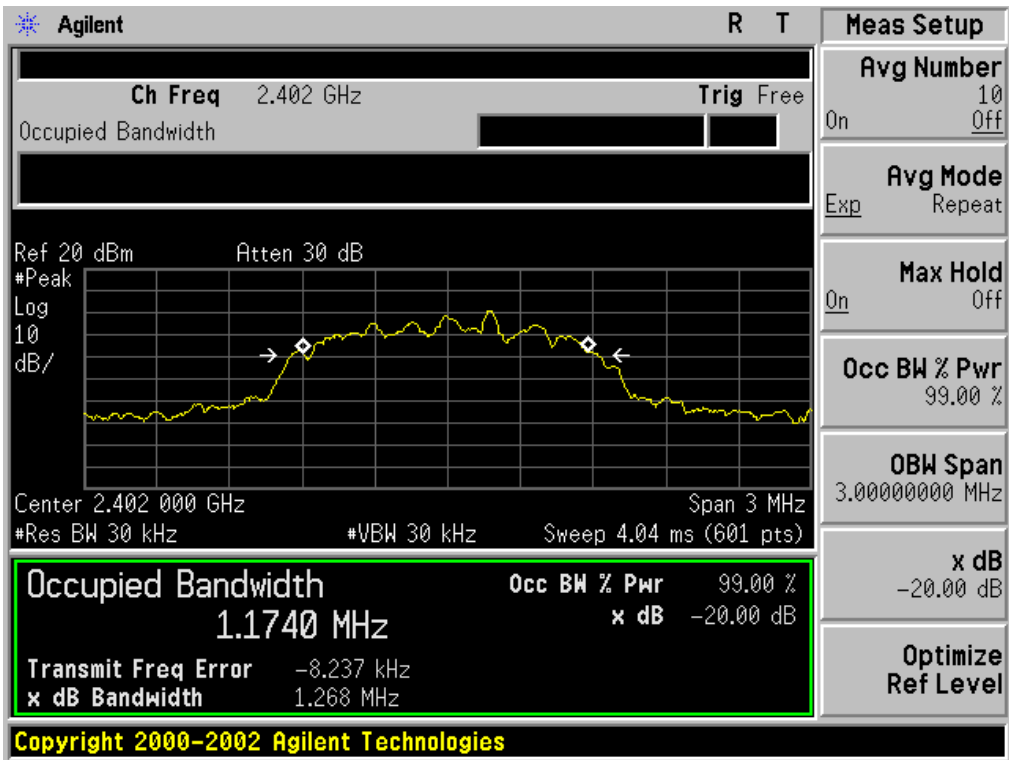 Agilent R T
Ch Freq 2.402 GHz Trig Free
Occupied Bandwidth
Ref 20 dBm Atten 30 dB
#Peak
Log
10
dB/
Center 2.402 000 GHz Span 3 MHz
#Res BW 30 kHz #VBW 30 kHz Sweep 4.04 ms (601 pts)
Occupied Bandwidth Occ BW % Pwr 99.00 %
1.1740 MHz x dB -20.00 dB
Transmit Freq Error -8.237 kHz
x dB Bandwidth 1.268 MHz
Copyright 2000-2002 Agilent Technologies
Meas Setup
Avg Number
10
On Off
Avg Mode
Exp Repeat
Max Hold
On Off
Occ BW % Pwr
99.00 %
OBW Span
3.00000000 MHz
x dB
-20.00 dB
Optimize
Ref Level